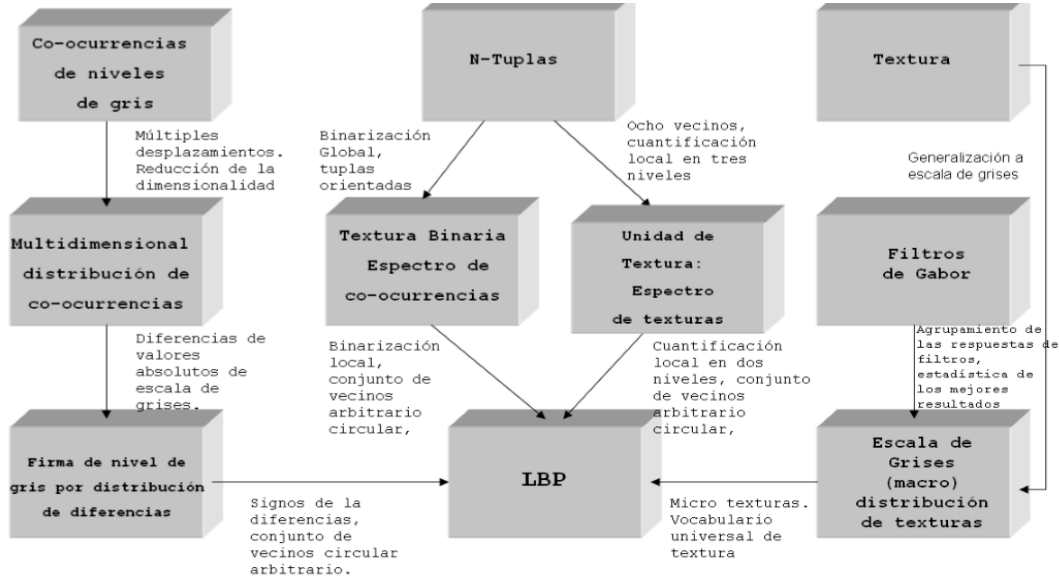 Co-ocurrencias
de niveles
de gris
N-Tuplas
Textura
Múltiples
desplazamientos.
Reducción de la
dimensionalidad
Binarización
Global,
tuplas
orientadas
Ocho vecinos,
cuantificación
local en tres
niveles
Generalización a
escala de grises
Multidimensional
distribución de
co-ocurrencias
Textura Binaria
Espectro de
co-ocurrencias
Unidad de
Textura:
Espectro
de texturas
Filtros
de Gabor
Diferencias de
valores
absolutos de
escala de
grises.
Binarización
local,
conjunto de
vecinos
arbitrario
circular,
Cuantificación
local en dos
niveles, conjunto
de vecinos
arbitrario
circular,
Agrupamiento de
las respuestas de
filtros,
estadística de
los mejores
resultados
Firma de nivel de
gris por distribución
de diferencias
LBP
Escala de
Grises
(macro)
distribución
de texturas
Signos de la
diferencias,
conjunto de
vecinos circular
arbitrario.
Micro texturas.
Vocabulario
universal de
textura